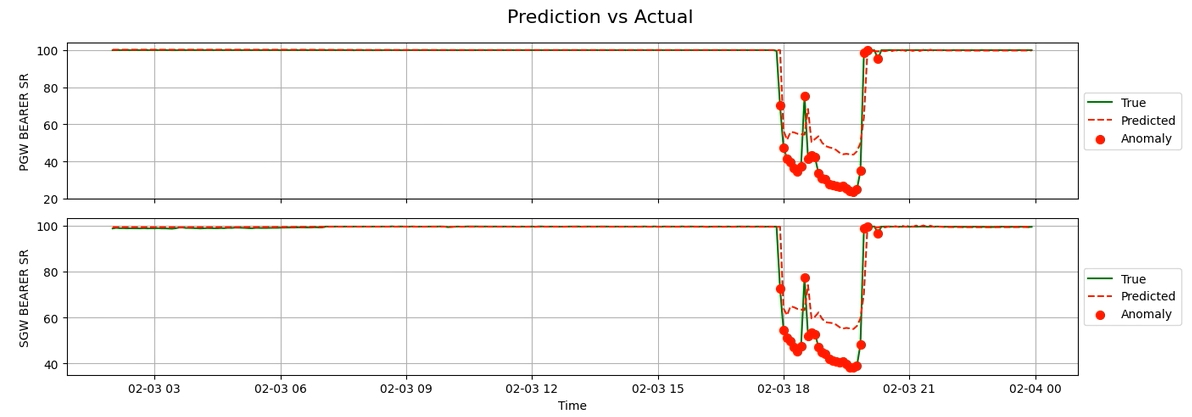 Prediction vs Actual
PGW BEARER SR
100
80
60
40
20
True
Predicted
Anomaly
SGW BEARER SR
100
80
60
40
True
Predicted
Anomaly
02-03 03 02-03 06 02-03 09 02-03 12 02-03 15 02-03 18 02-03 21 02-04 00
Time